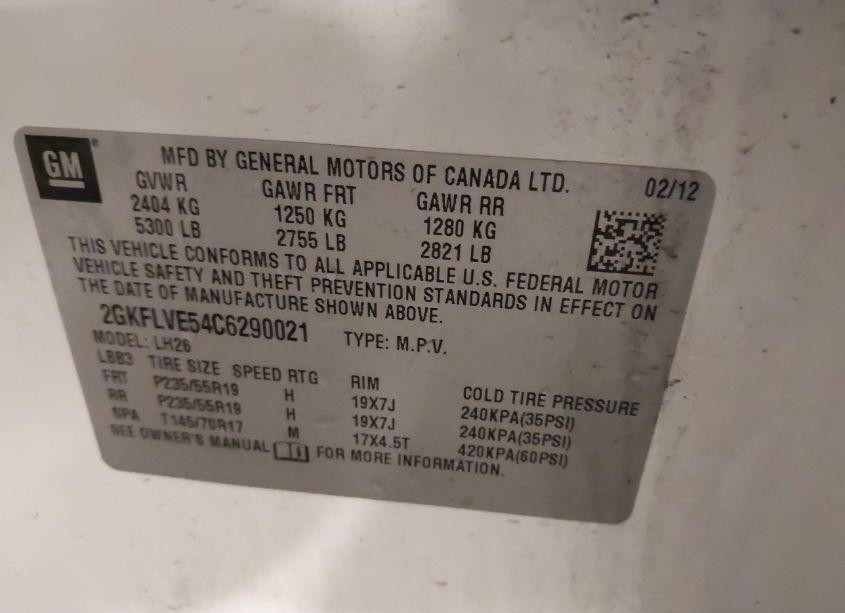 GM
MFD BY GENERAL MOTORS OF CANADA LTD. 02/12
GVWR GAWR FRT GAWR RR
2404 KG 1250 KG 1280 KG
5300 LB 2755 LB 2821 LB
THIS VEHICLE CONFORMS TO ALL APPLICABLE U.S. FEDERAL MOTOR
VEHICLE SAFETY AND THEFT PREVENTION STANDARDS IN EFFECT ON
THE DATE OF MANUFACTURE SHOWN ABOVE.
2GKFLVE54C6290021 TYPE: M.P.V.
MODEL: LH26
LBB3 TIRE SIZE SPEED RTG RIM COLD TIRE PRESSURE
FRT P235/55R19 H 19X7J 240KPA(35PSI)
RR P235/55R19 H 19X7J 240KPA(35PSI)
SPA T145/70R17 M 17X4.5T 420KPA(60PSI)
SEE OWNER'S MANUAL FOR MORE INFORMATION.